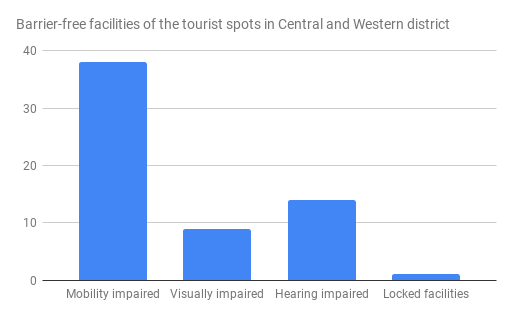 Barrier-free facilities of the tourist spots in Central and Western district
40
30
20
10
0
Mobility impaired Visually impaired Hearing impaired Locked facilities